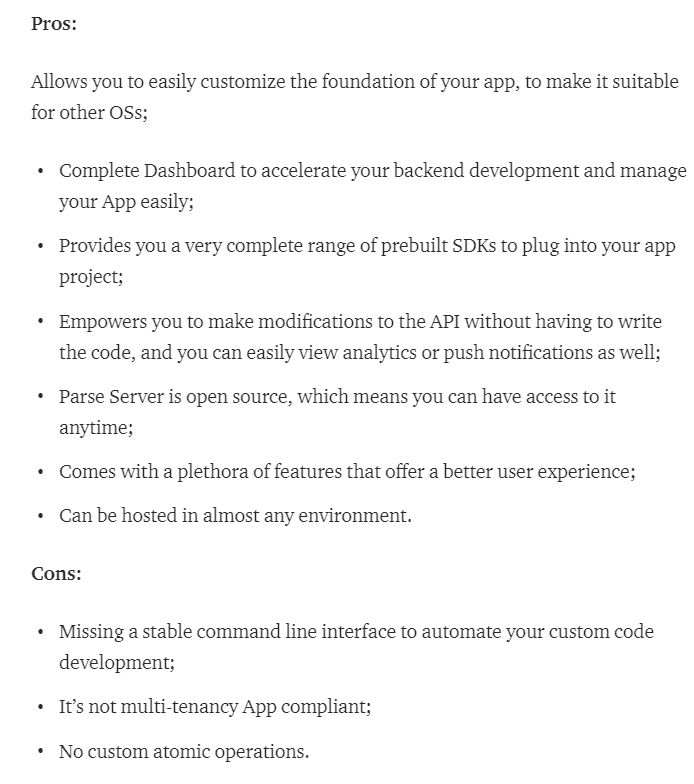 Pros:
Allows you to easily customize the foundation of your app, to make it suitable
for other OSs;
• Complete Dashboard to accelerate your backend development and manage
your App easily;
• Provides you a very complete range of prebuilt SDKs to plug into your app
project;
• Empowers you to make modifications to the API without having to write
the code, and you can easily view analytics or push notifications as well;
• Parse Server is open source, which means you can have access to it
anytime;
• Comes with a plethora of features that offer a better user experience;
• Can be hosted in almost any environment.
Cons:
• Missing a stable command line interface to automate your custom code
development;
• It’s not multi-tenancy App compliant;
• No custom atomic operations.